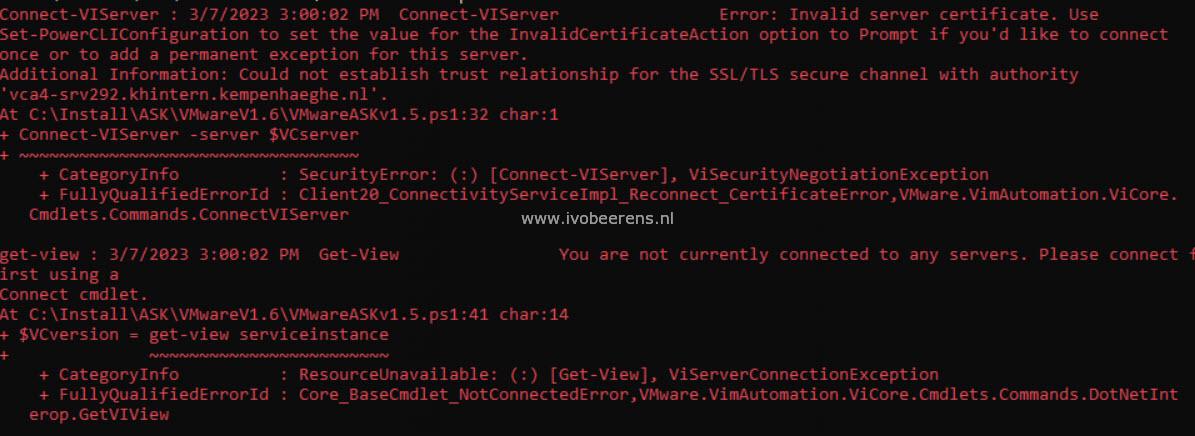 Connect-VIServer : 3/7/2023 3:00:02 PM  Connect-VIServer                Error: Invalid server certificate. Use
Set-PowerCLIConfiguration to set the value for the InvalidCertificateAction option to Prompt if you'd like to connect
once or to add a permanent exception for this server.
Additional Information: Could not establish trust relationship for the SSL/TLS secure channel with authority
'vca4-srv292.khintern.kempenhaeghe.nl'.
At C:\Install\ASK\VMwareV1.6\VMwareASKv1.5.ps1:32 char:1
+ Connect-VIServer -server $VCserver
+ ~~~~~~~~~~~~~~~~~~~~~~~~~~~~~~~~~~
    + CategoryInfo          : SecurityError: (:) [Connect-VIServer], ViSecurityNegotiationException
    + FullyQualifiedErrorId : Client20_ConnectivityServiceImpl_Reconnect_CertificateError,VMware.VimAutomation.ViCore.
   Cmdlets.Commands.ConnectVIServer
www.ivobeerens.nl
get-view : 3/7/2023 3:00:02 PM  Get-View                You are not currently connected to any servers. Please connect f
irst using a
Connect cmdlet.
At C:\Install\ASK\VMwareV1.6\VMwareASKv1.5.ps1:41 char:14
+ $VCversion = get-view serviceinstance
+              ~~~~~~~~~~~~~~~~~~~~~~~~
    + CategoryInfo          : ResourceUnavailable: (:) [Get-View], ViServerConnectionException
    + FullyQualifiedErrorId : Core_BaseCmdlet_NotConnectedError,VMware.VimAutomation.ViCore.Cmdlets.Commands.DotNetInt
   erop.GetVIView